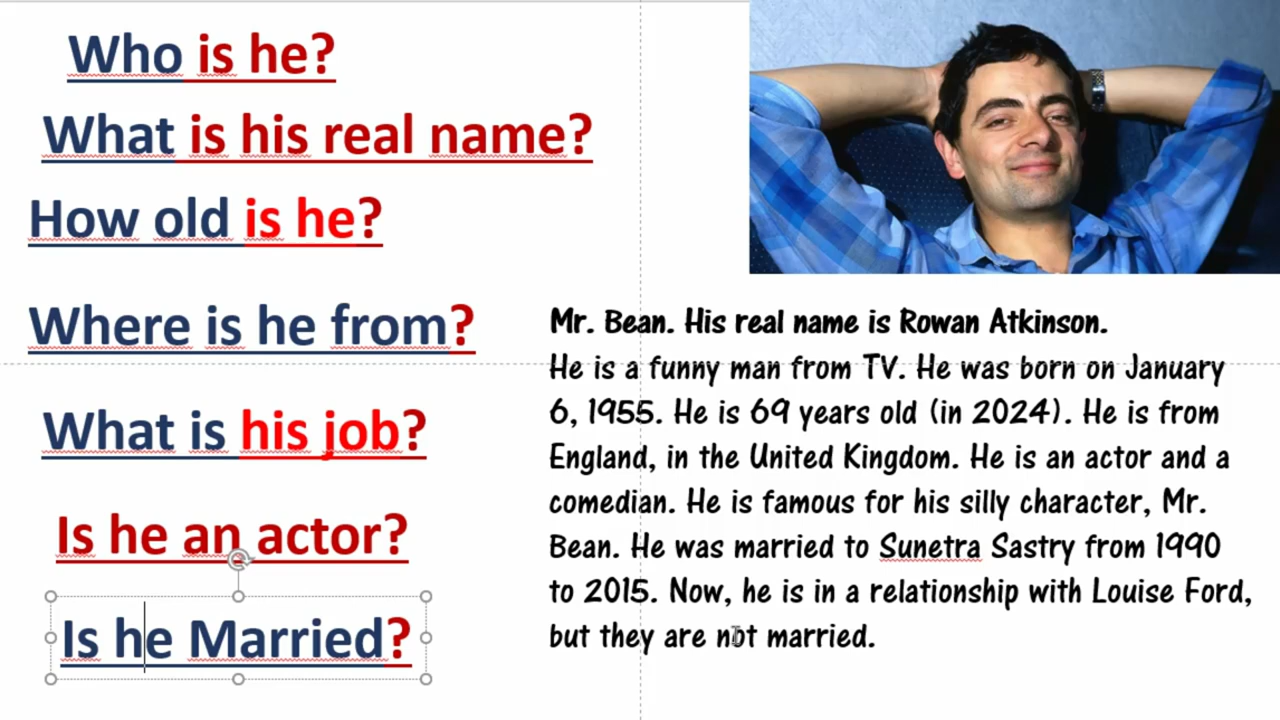 Who is he?
What is his real name?
How old is he?
Where is he from?
What is his job?
Is he an actor?
Is he Married?
Mr. Bean. His real name is Rowan Atkinson.
He is a funny man from TV. He was born on January
6, 1955. He is 69 years old (in 2024). He is from
England, in the United Kingdom. He is an actor and a
comedian. He is famous for his silly character, Mr.
Bean. He was married to Sunetra Sastry from 1990
to 2015. Now, he is in a relationship with Louise Ford,
but they are not married.